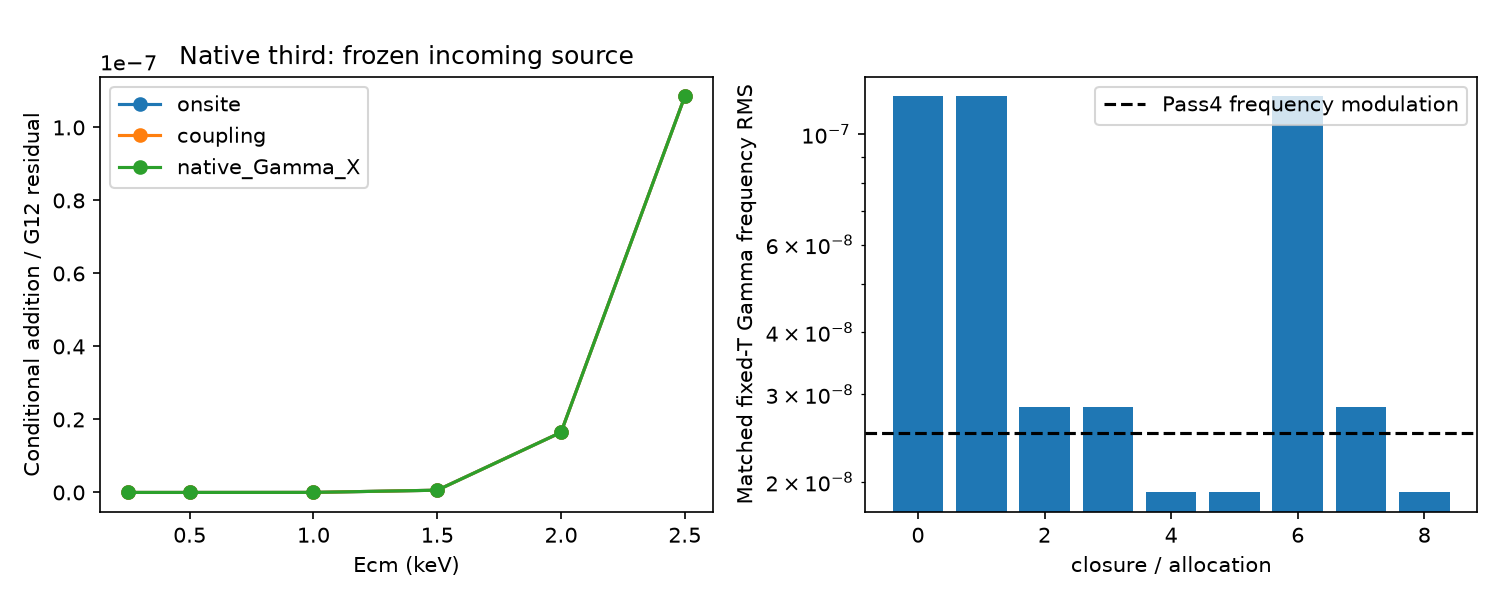 Native third: frozen incoming source
1e−7
Conditional addition / G12 residual
1.0
0.8
0.6
0.4
0.2
0.0
onsite
coupling
native_Gamma_X
0.5 1.0 1.5 2.0 2.5
Ecm (keV)
Matched fixed-T Gamma frequency RMS
10⁻⁷
6 × 10⁻⁸
4 × 10⁻⁸
3 × 10⁻⁸
2 × 10⁻⁸
Pass4 frequency modulation
0 2 4 6 8
closure / allocation